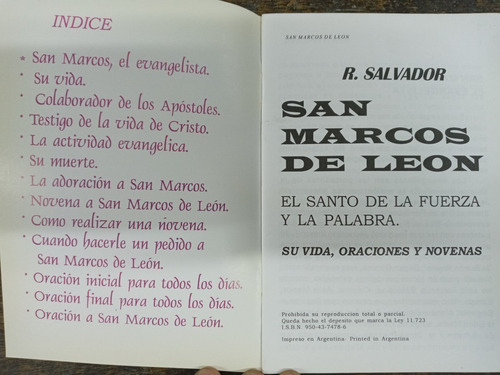 INDICE
* San Marcos, el evangelista.
• Su vida.
• Colaborador de los Apóstoles.
• Testigo de la vida de Cristo.
• La actividad evangelica.
• Su muerte.
• La adoración a San Marcos.
• Novena a San Marcos de León.
• Como realizar una novena.
• Cuando hacerle un pedido a
San Marcos de León.
• Oración inicial para todos los días.
• Oración final para todos los días.
• Oración a San Marcos de León.
SAN MARCOS DE LEON
R. SALVADOR
SAN
MARCOS
DE LEON
EL SANTO DE LA FUERZA
Y LA PALABRA.
SU VIDA, ORACIONES Y NOVENAS
Prohibida su reproduccion total o parcial.
Queda hecho el deposito que marca la Ley 11.723
I.S.B.N. 950-43-7478-6
Impreso en Argentina- Printed in Argentina